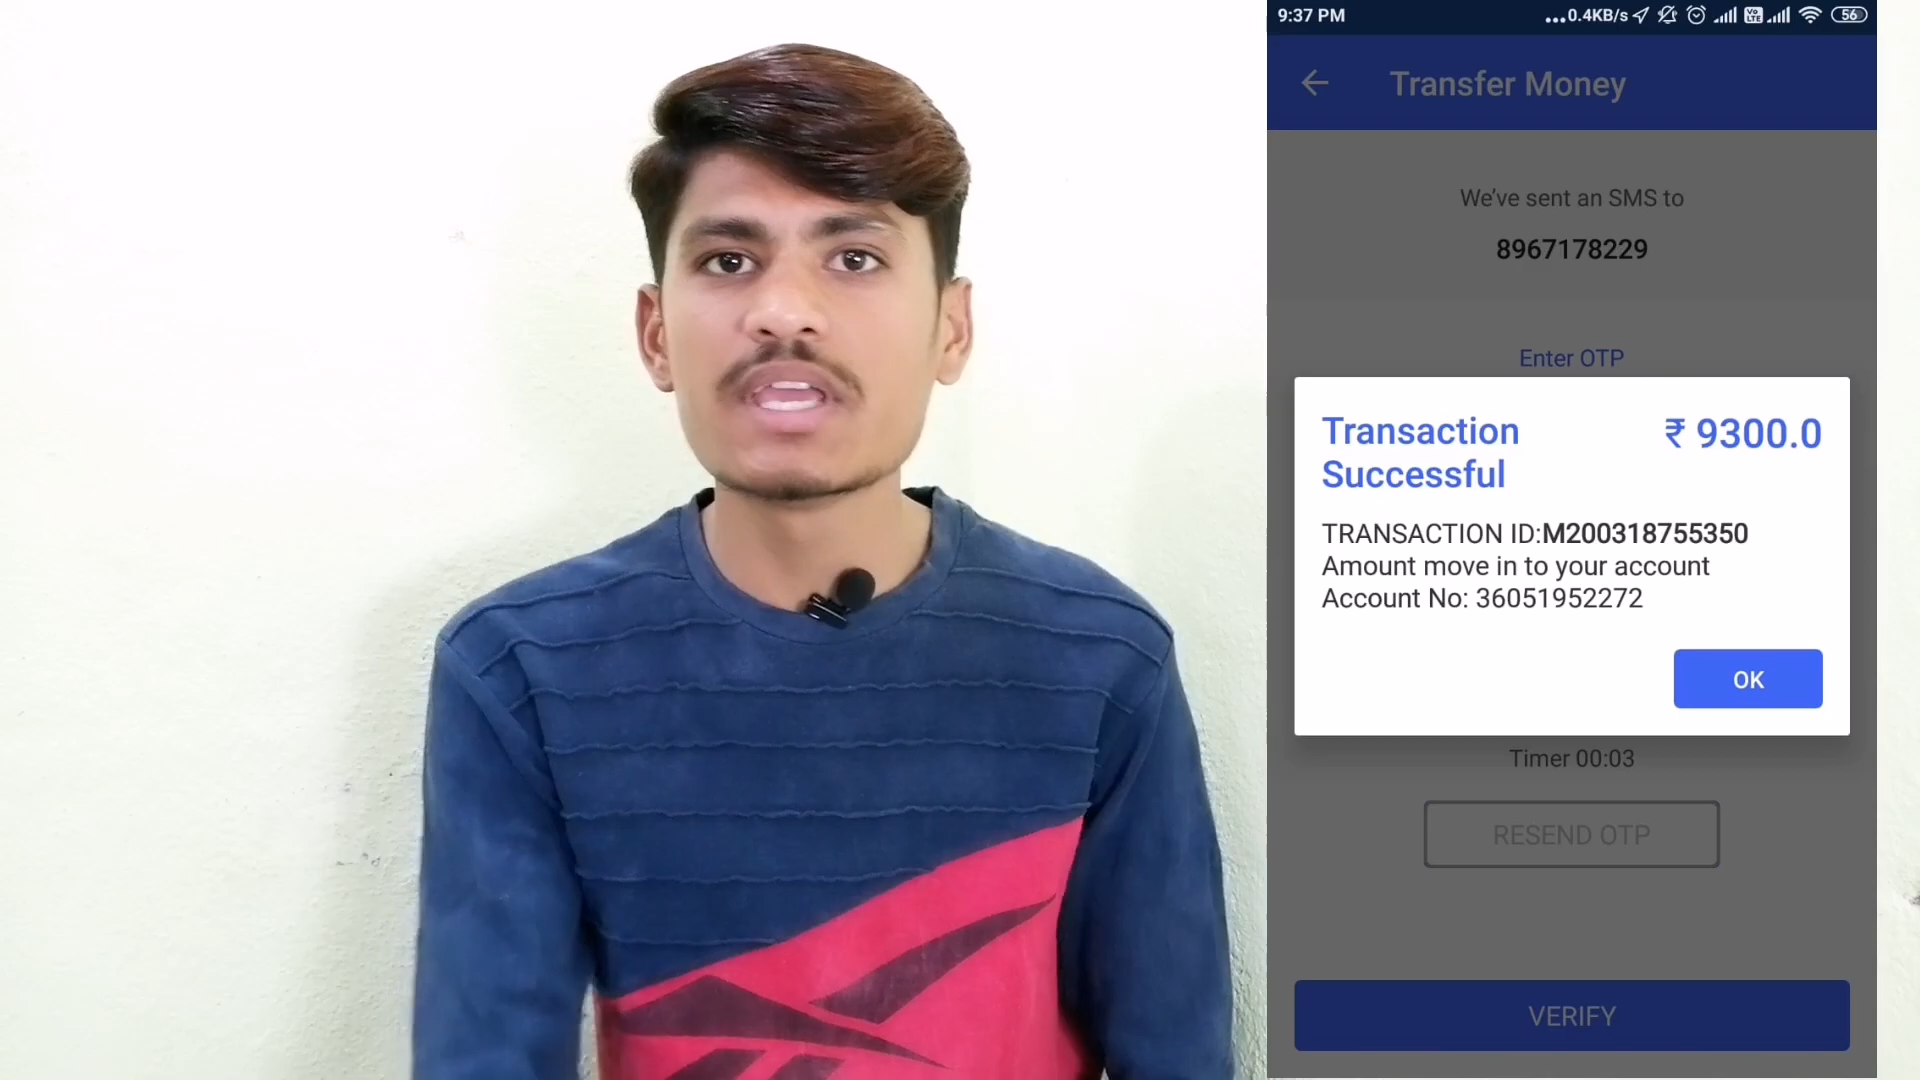 9:37 PM
...0.4KB/s
Vo LTE
56
Transfer Money
We've sent an SMS to
8967178229
Enter OTP
Transaction Successful
₹ 9300.0
TRANSACTION ID:M200318755350
Amount move in to your account
Account No: 36051952272
OK
Timer 00:03
RESEND OTP
VERIFY